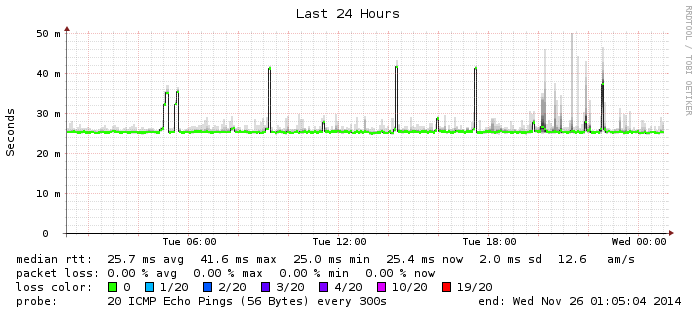 Last 24 Hours
RRDTOOL / TOBI OETIKER
Seconds
50 m
40 m
30 m
20 m
10 m
0
Tue 06:00 Tue 12:00 Tue 18:00 Wed 00:00
median rtt: 25.7 ms avg 41.6 ms max 25.0 ms min 25.4 ms now 2.0 ms sd 12.6 am/s
packet loss: 0.00 % avg 0.00 % max 0.00 % min 0.00 % now
loss color: 0 1/20 2/20 3/20 4/20 10/20 19/20
probe: 20 ICMP Echo Pings (56 Bytes) every 300s end: Wed Nov 26 01:05:04 2014